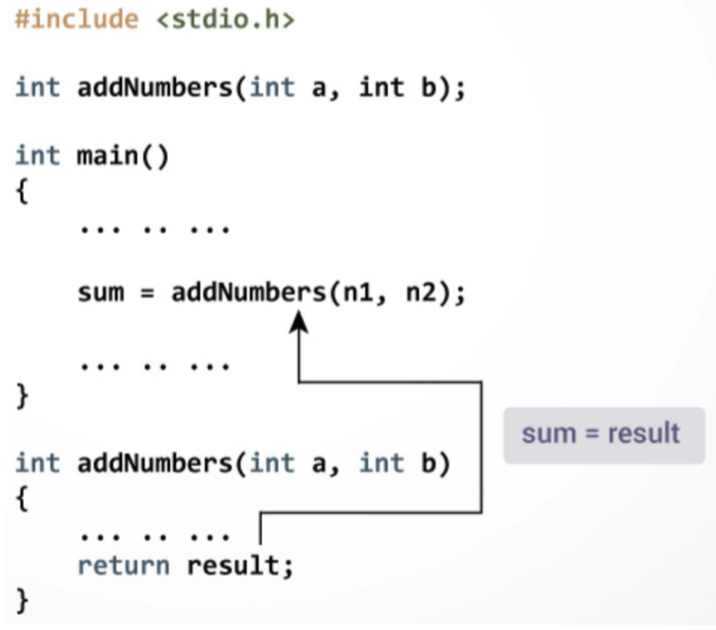 #include <stdio.h>
int addNumbers(int a, int b);
int main()
{
... .. ...
sum = addNumbers(n1, n2);
... .. ...
}
sum = result
int addNumbers(int a, int b)
{
... .. ...
return result;
}